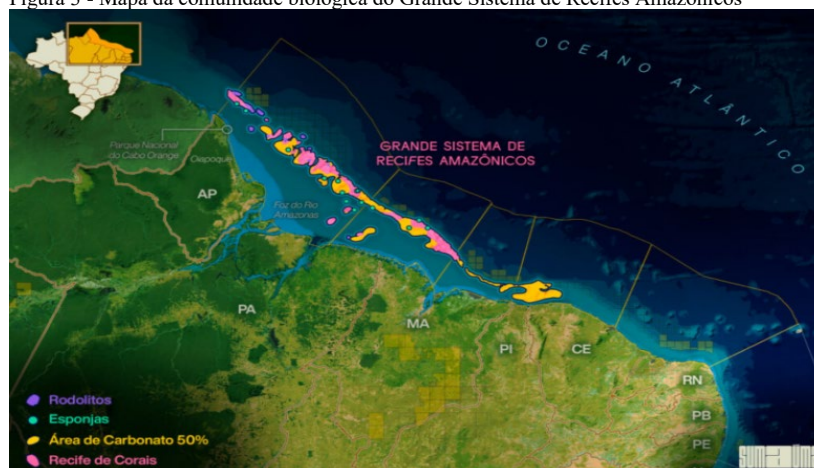 Figura 3 - Mapa da comunidade biológica do Grande Sistema de Recifes Amazônicos
OCEANO ATLÂNTICO
Parque Nacional
do Cabo Orange
Oiapoque
GRANDE SISTEMA DE
RECIFES AMAZÔNICOS
AP
Foz do Rio
Amazonas
PA
MA
PI
CE
RN
PB
PE
Rodolitos
Esponjas
Área de Carbonato 50%
Recife de Corais